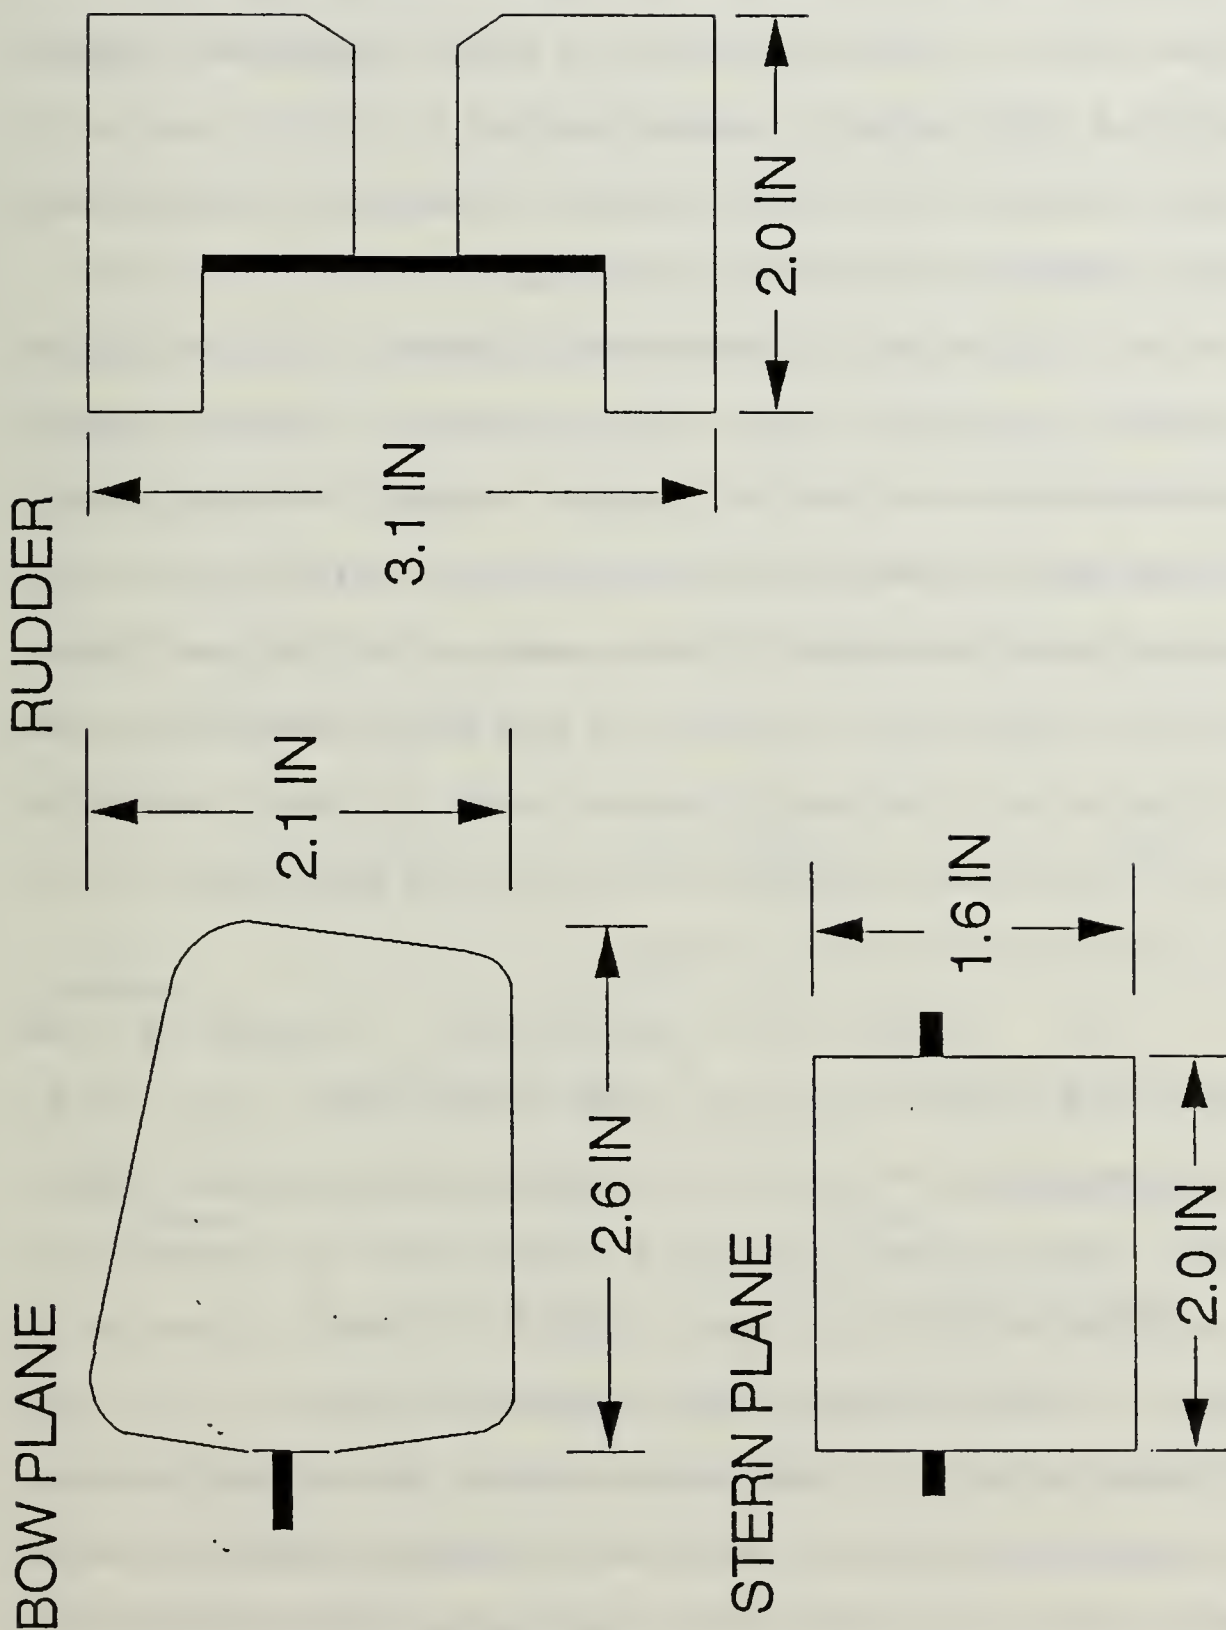 BOW PLANE
2.1 IN
2.6 IN
RUDDER
3.1 IN
2.0 IN
STERN PLANE
1.6 IN
2.0 IN